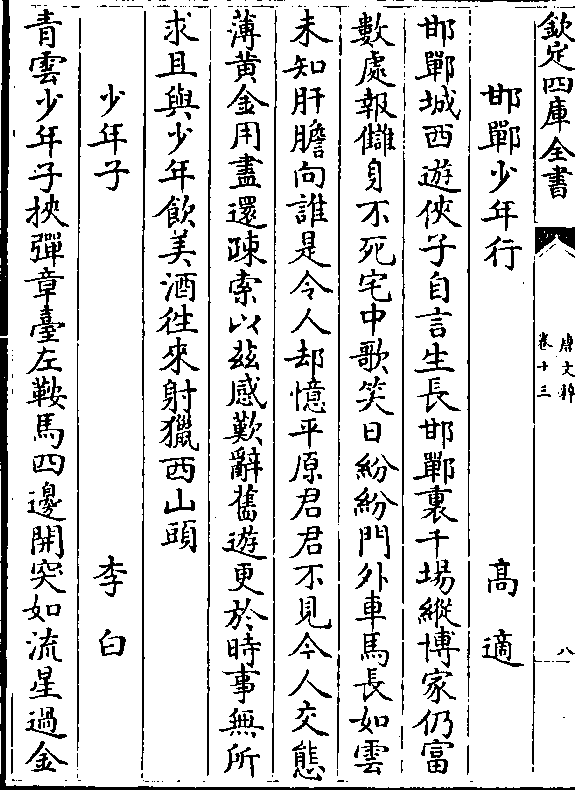 欽定四庫全書
唐文粹
卷十三
八
邯鄲少年行 高適
邯鄲城西遊俠子自言生長邯鄲裏千場縱博家仍富
數處報讎身不死宅中歌笑日紛紛門外車馬長如雲
未知肝膽向誰是令人却憶平原君君不見今人交態
薄黄金用盡還疎索以兹感歎辭舊遊更於時事無所
求且與少年飲美酒徃來射獵西山頭
少年子 李白
青雲少年子挾彈章臺左鞍馬四邊開突如流星過金